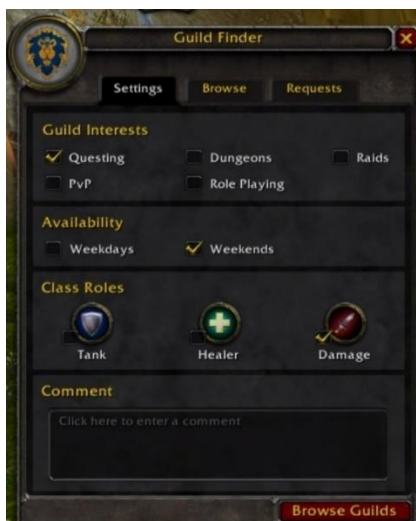 Guild Finder
Settings Browse Requests
Guild Interests
Questing Dungeons Raids
PvP Role Playing
Availability
Weekdays Weekends
Class Roles
Tank Healer Damage
Comment
Click here to enter a comment
Browse Guilds